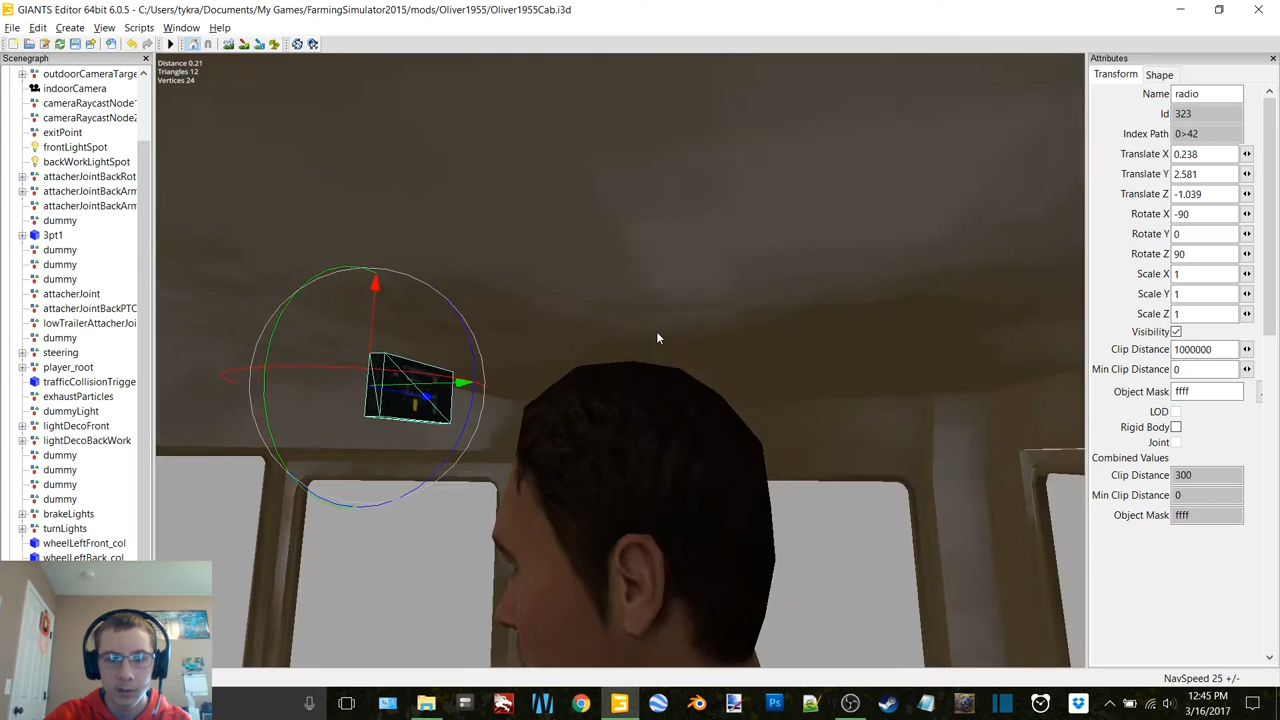 GIANTS Editor 64bit 6.0.5 - C:/Users/tykra/Documents/My Games/FarmingSimulator2015/mods/Oliver1955/Oliver1955Cab.i3d
File Edit Create View Scripts Window Help
Scenegraph
outdoorCameraTarge
indoorCamera
cameraRaycastNode1
cameraRaycastNode2
exitPoint
frontLightSpot
backWorkLightSpot
attacherJointBackRot
attacherJointBackArm
attacherJointBackArm
dummy
3pt1
dummy
dummy
dummy
attacherJoint
attacherJointBackPTC
lowTrailerAttacherJoi
dummy
steering
player_root
trafficCollisionTrigge
exhaustParticles
dummyLight
lightDecoFront
lightDecoBackWork
dummy
dummy
dummy
dummy
brakeLights
turnLights
wheelLeftFront_col
wheelLeftBack_col
Distance 0.21
Triangles 12
Vertices 24
Attributes
Transform Shape
Name radio
Id 323
Index Path 0>42
Translate X 0.238
Translate Y 2.581
Translate Z -1.039
Rotate X -90
Rotate Y 0
Rotate Z 90
Scale X 1
Scale Y 1
Scale Z 1
Visibility
Clip Distance 1000000
Min Clip Distance 0
Object Mask ffff
LOD
Rigid Body
Joint
Combined Values
Clip Distance 300
Min Clip Distance 0
Object Mask ffff
NavSpeed 25 +/-
12:45 PM
3/16/2017